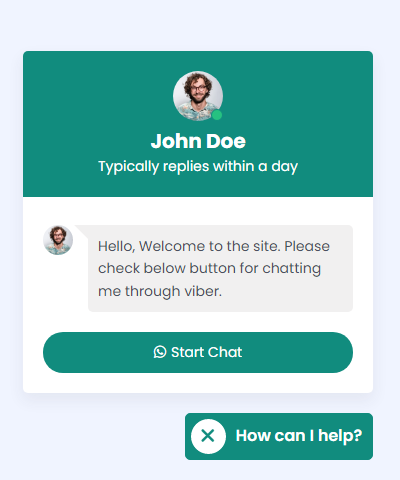 John Doe
Typically replies within a day
Hello, Welcome to the site. Please
check below button for chatting
me through viber.
Start Chat
How can I help?